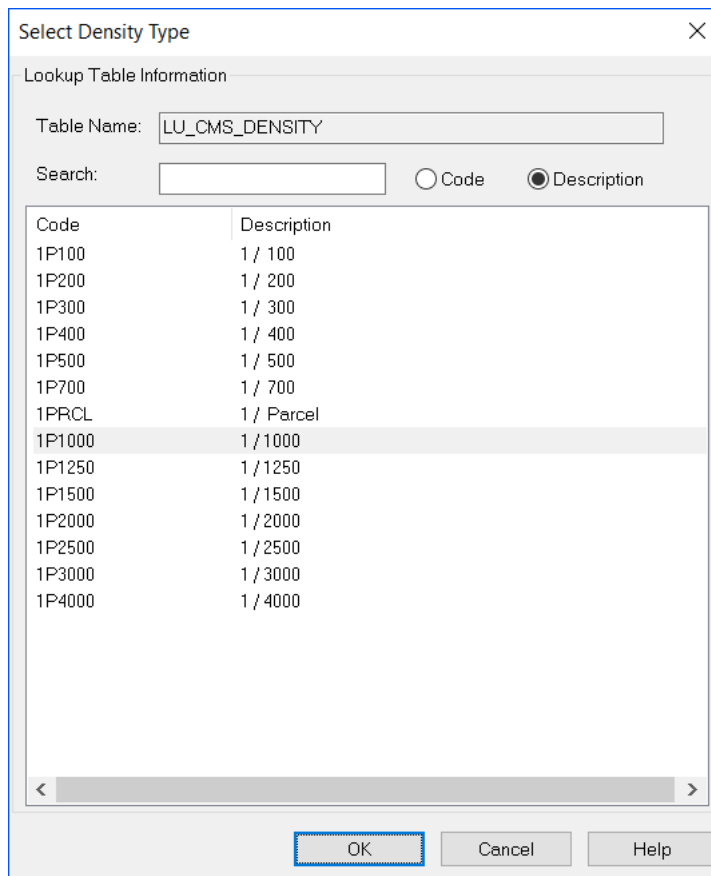 Select Density Type
Lookup Table Information
Table Name: LU_CMS_DENSITY
Search: Code Description
Code Description
1P100 1 / 100
1P200 1 / 200
1P300 1 / 300
1P400 1 / 400
1P500 1 / 500
1P700 1 / 700
1PRCL 1 / Parcel
1P1000 1 / 1000
1P1250 1 / 1250
1P1500 1 / 1500
1P2000 1 / 2000
1P2500 1 / 2500
1P3000 1 / 3000
1P4000 1 / 4000
OK Cancel Help